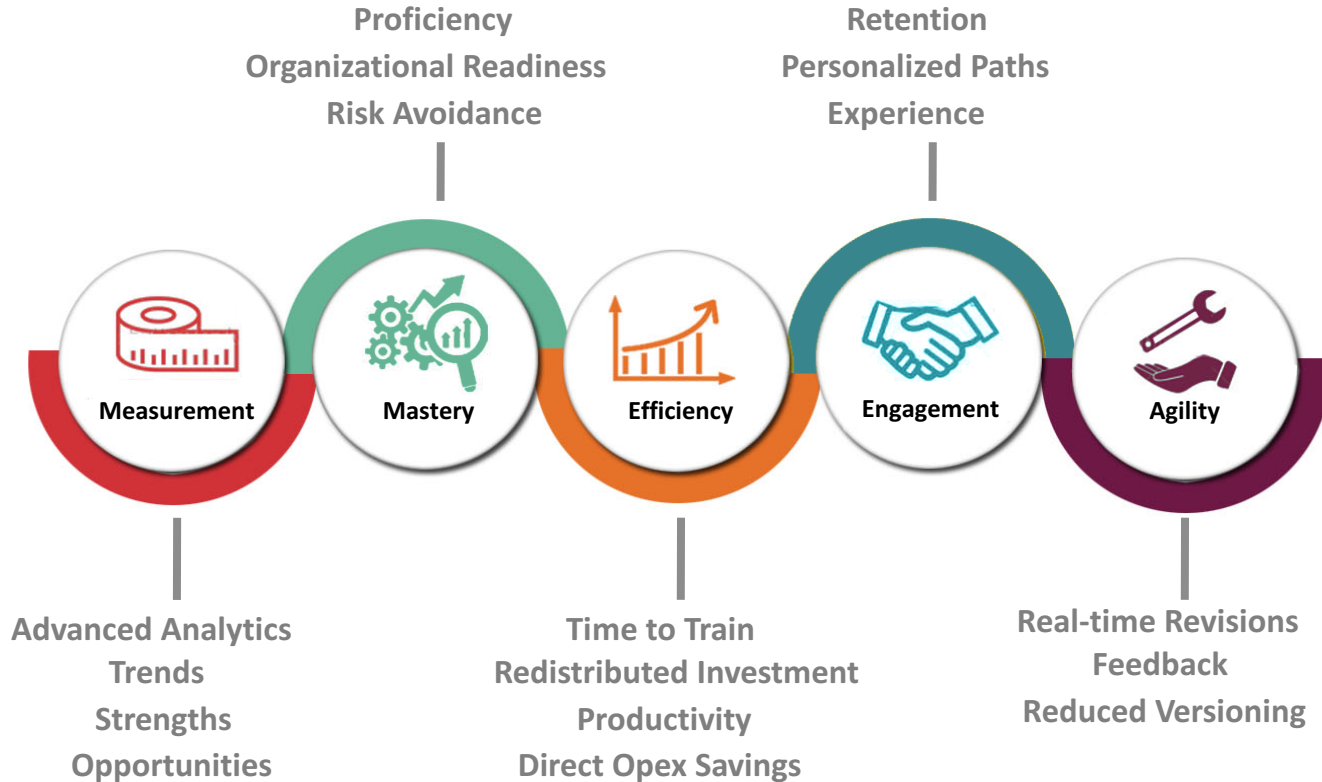 Proficiency
Organizational Readiness
Risk Avoidance
Retention
Personalized Paths
Experience
Measurement
Mastery
Efficiency
Engagement
Agility
Advanced Analytics
Trends
Strengths
Opportunities
Time to Train
Redistributed Investment
Productivity
Direct Opex Savings
Real-time Revisions
Feedback
Reduced Versioning